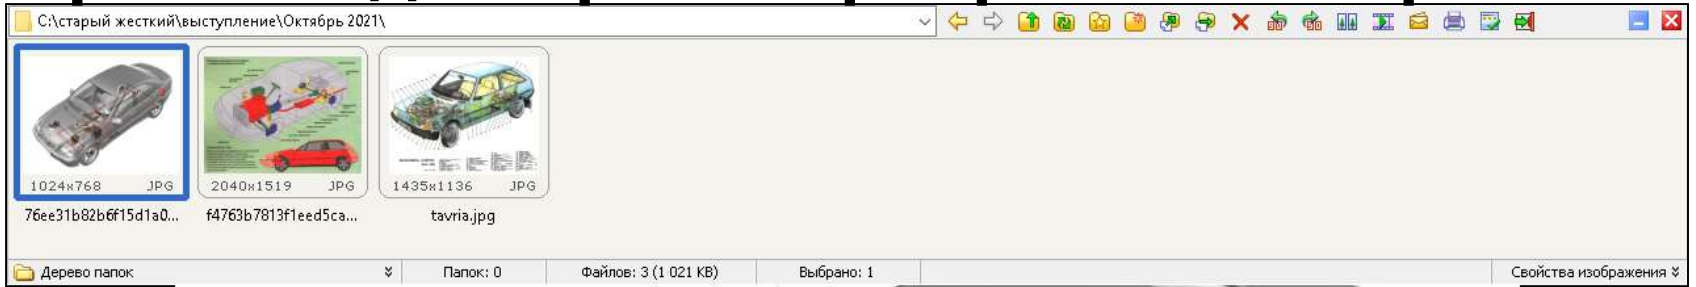 C:\старый жесткий\выступление\Октябрь 2021\
1024x768 JPG
2040x1519 JPG
1435x1136 JPG
76ee31b82b6f15d1a0...
f4763b7813f1eed5ca...
tavria.jpg
Дерево папок
Папок: 0
Файлов: 3 (1 021 KB)
Выбрано: 1
Свойства изображения